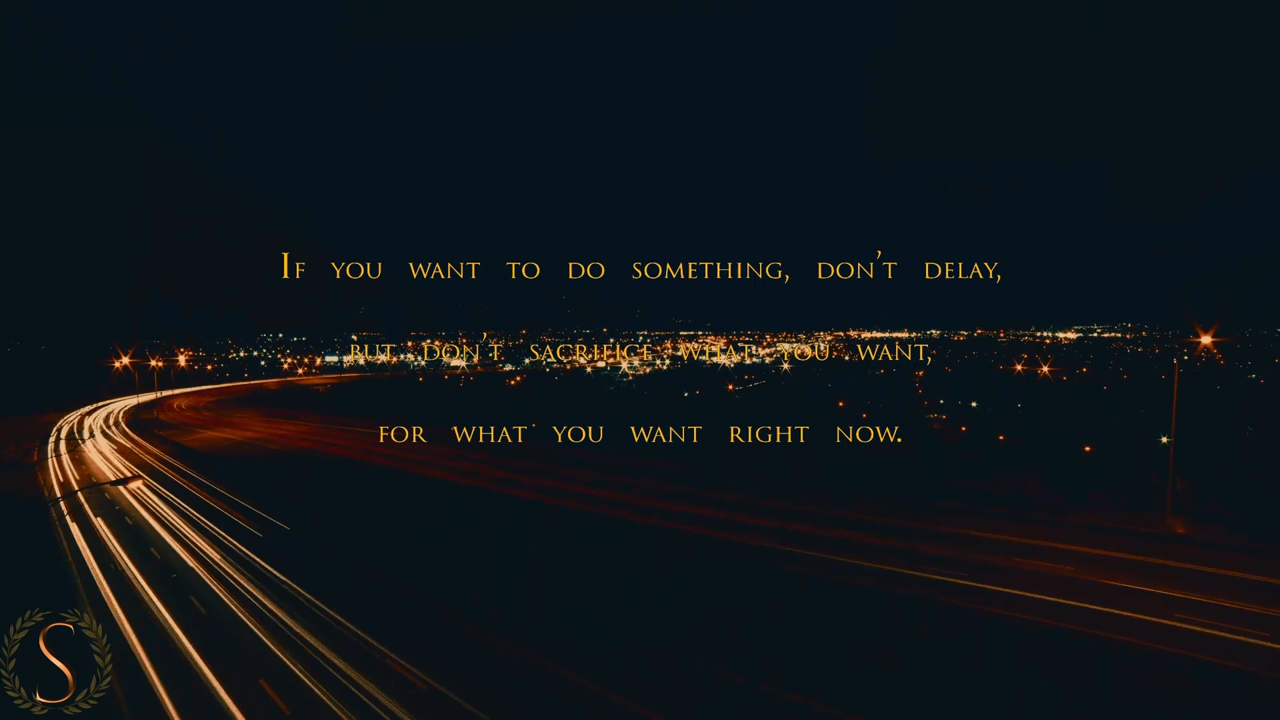 If you want to do something, don't delay,
but don't sacrifice what you want,
for what you want right now.
S